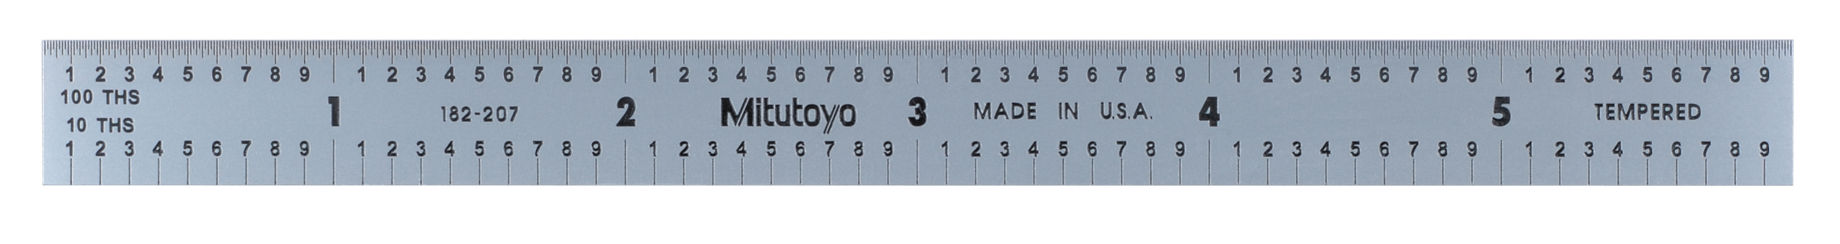 1 2 3 4 5 6 7 8 9 1 2 3 4 5 6 7 8 9 1 2 3 4 5 6 7 8 9 1 2 3 4 5 6 7 8 9 1 2 3 4 5 6 7 8 9 1 2 3 4 5 6 7 8 9
100 THS
1 182-207 2 Mitutoyo 3 MADE IN U.S.A. 4 5 TEMPERED
10 THS
1 2 3 4 5 6 7 8 9 1 2 3 4 5 6 7 8 9 1 2 3 4 5 6 7 8 9 1 2 3 4 5 6 7 8 9 1 2 3 4 5 6 7 8 9 1 2 3 4 5 6 7 8 9